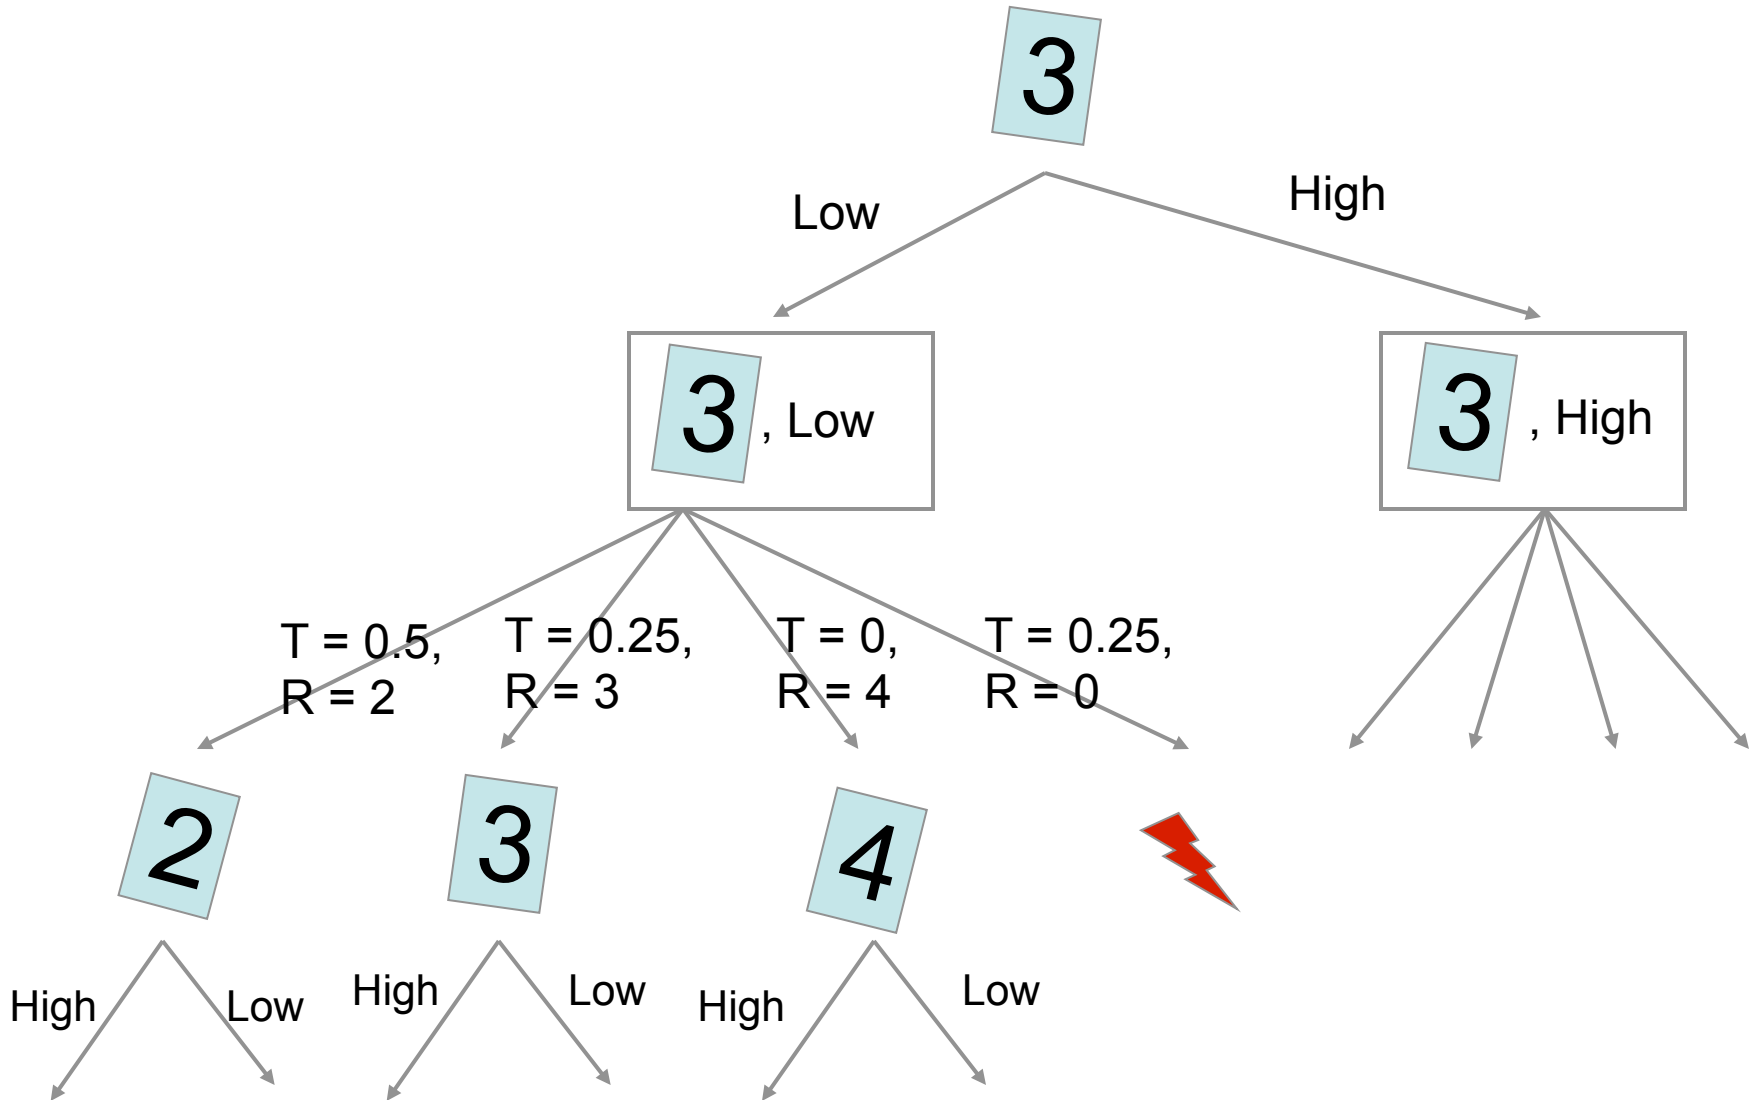 3
Low
High
3 , Low
3 , High
T = 0.5,
R = 2
T = 0.25,
R = 3
T = 0,
R = 4
T = 0.25,
R = 0
2
3
4
High
Low
High
Low
High
Low